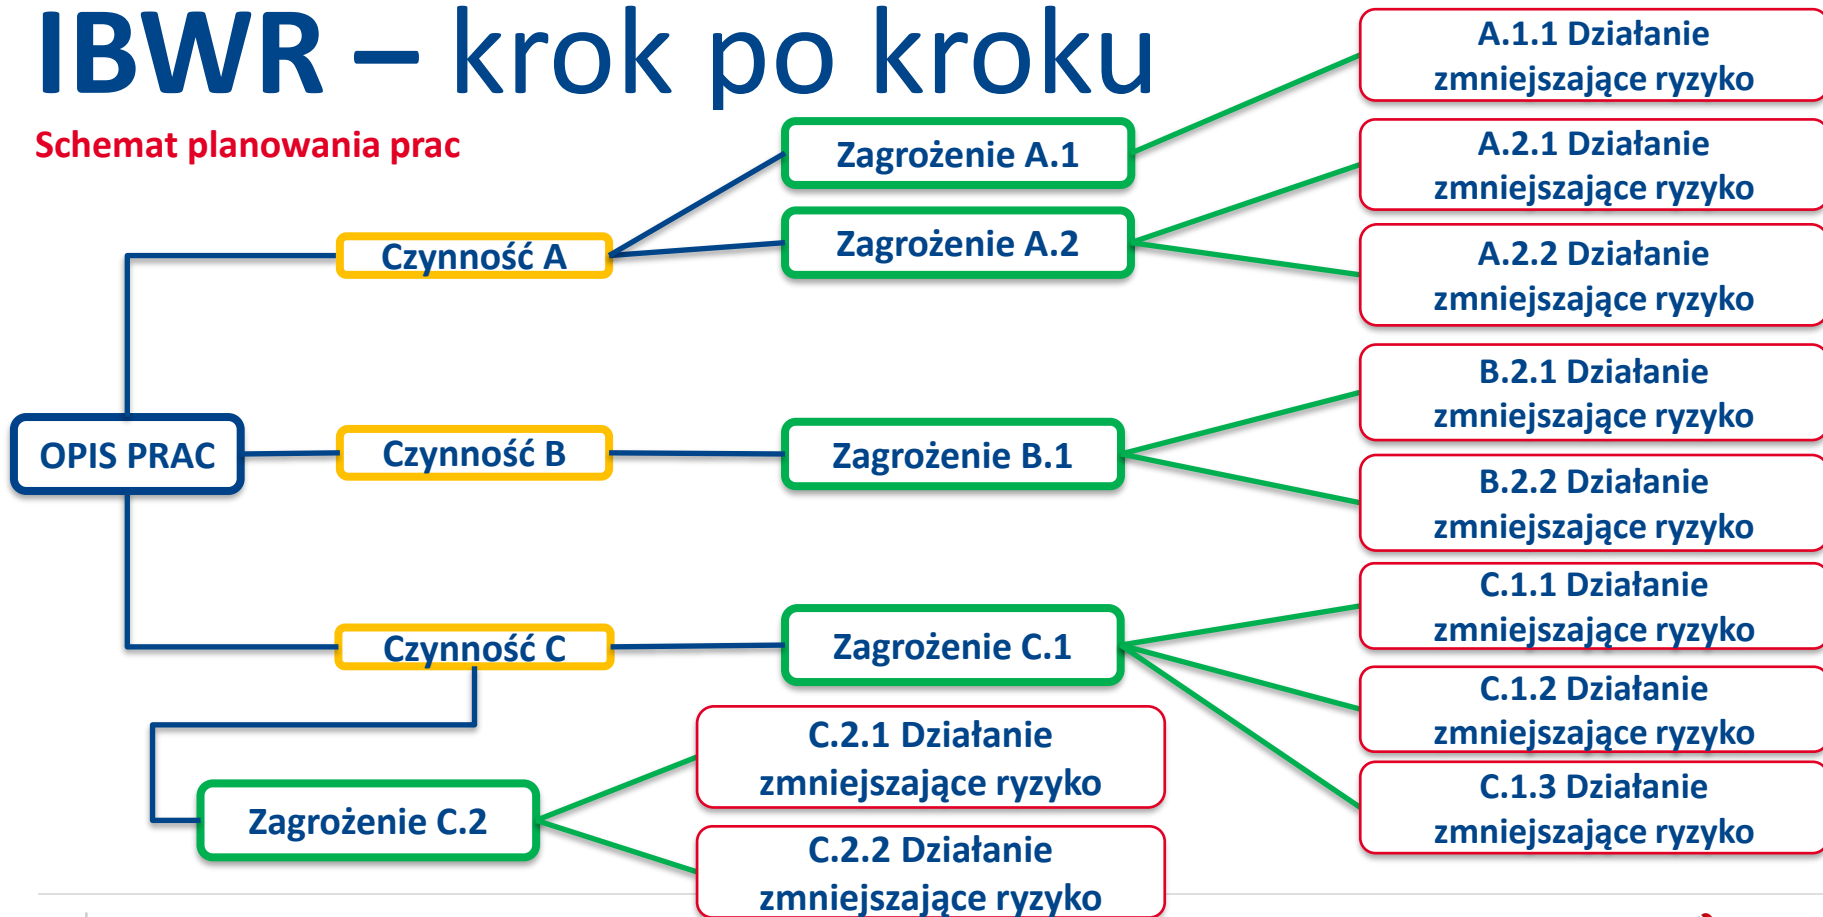 IBWR – krok po kroku
Schemat planowania prac
OPIS PRAC
Czynność A
Zagrożenie A.1
A.1.1 Działanie
zmniejszające ryzyko
Zagrożenie A.2
A.2.1 Działanie
zmniejszające ryzyko
A.2.2 Działanie
zmniejszające ryzyko
Czynność B
Zagrożenie B.1
B.2.1 Działanie
zmniejszające ryzyko
B.2.2 Działanie
zmniejszające ryzyko
Czynność C
Zagrożenie C.1
C.1.1 Działanie
zmniejszające ryzyko
C.1.2 Działanie
zmniejszające ryzyko
C.1.3 Działanie
zmniejszające ryzyko
Zagrożenie C.2
C.2.1 Działanie
zmniejszające ryzyko
C.2.2 Działanie
zmniejszające ryzyko